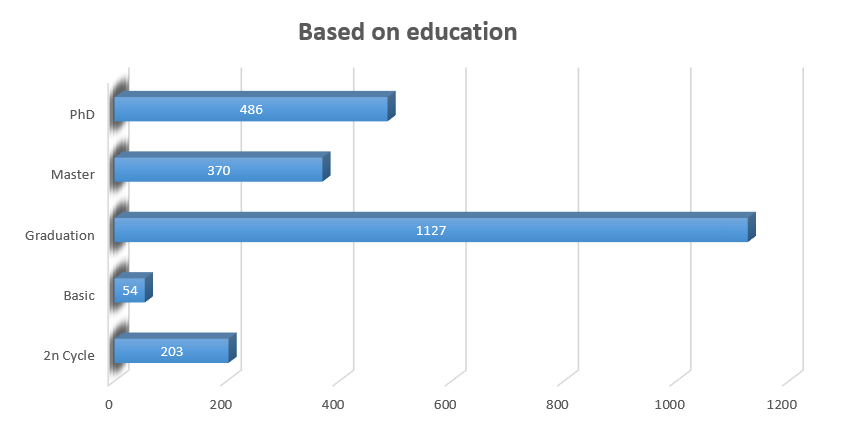 Based on education
PhD 486
Master 370
Graduation 1127
Basic 54
2n Cycle 203
0 200 400 600 800 1000 1200